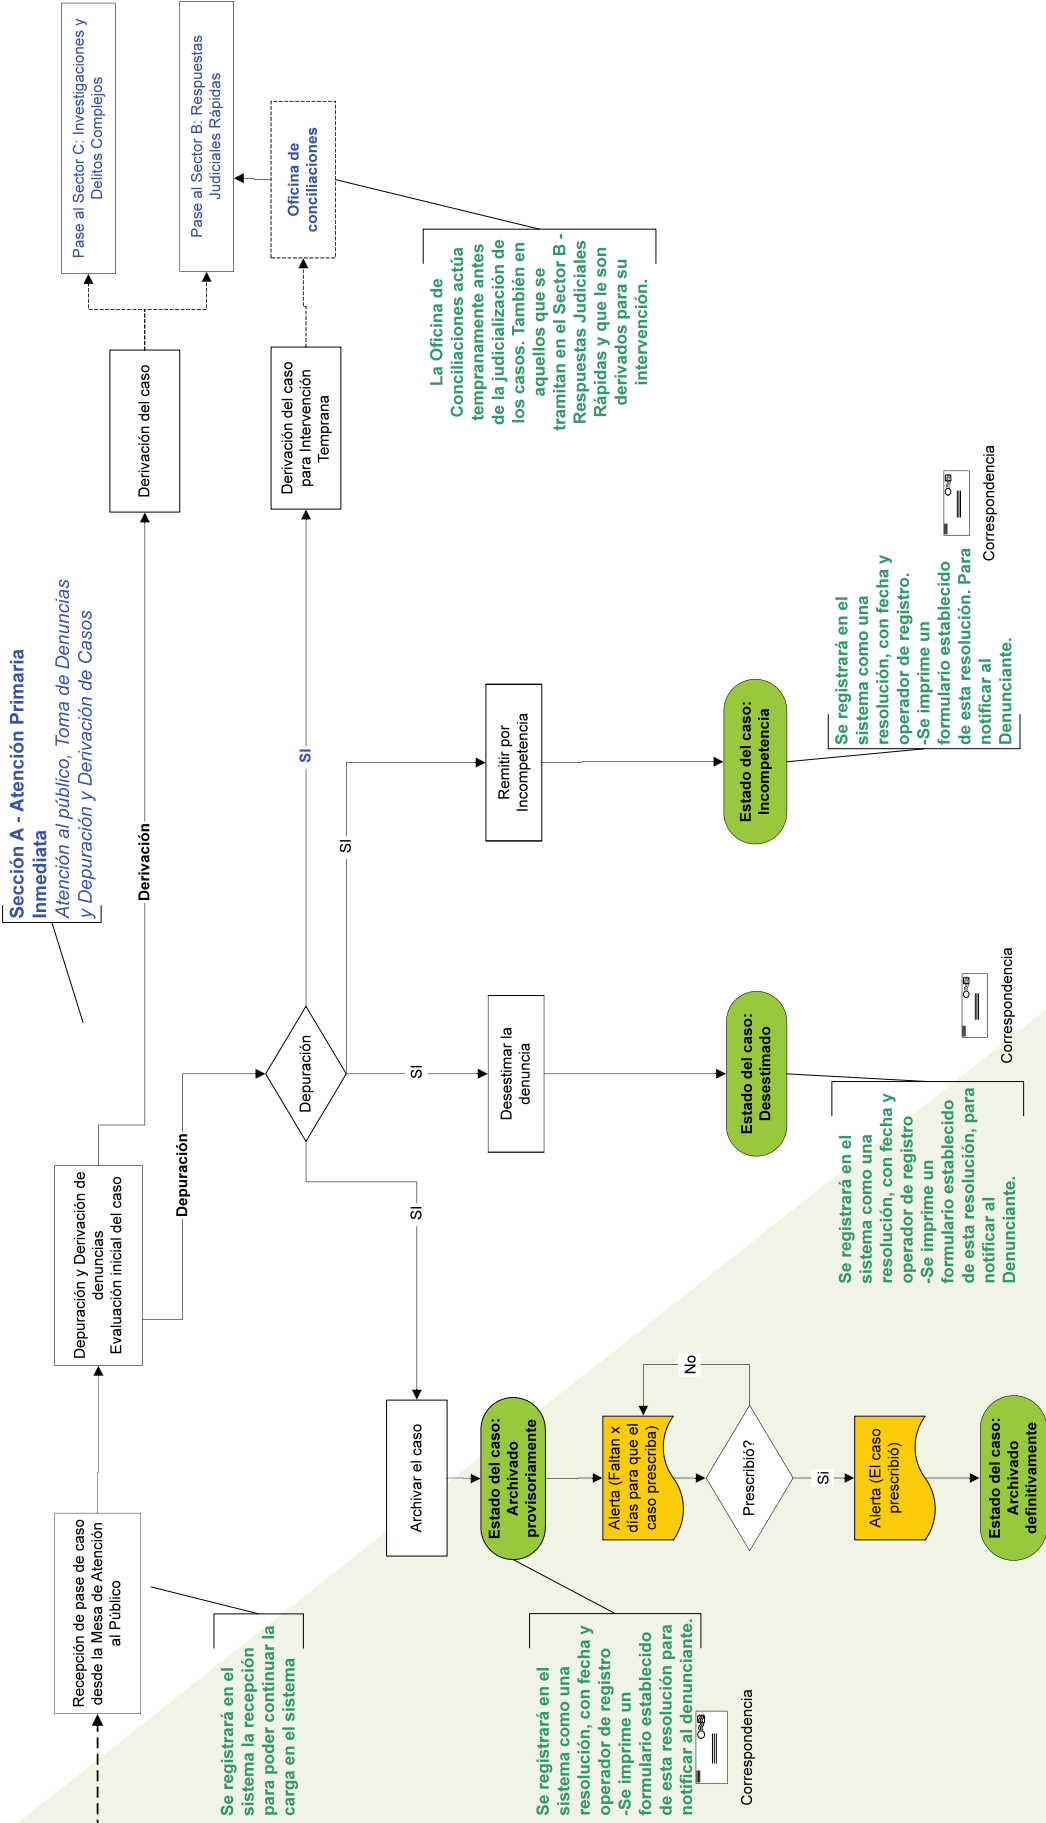 Sección A - Atención Primaria
Inmediata
Atención al público, Toma de Denuncias
y Depuración y Derivación de Casos
Recepción de pase de caso
desde la Mesa de Atención
al Público
Se registrará en el
sistema la recepción
para poder continuar la
carga en el sistema
Depuración y Derivación de
denuncias
Evaluación inicial del caso
Derivación
Depuración
Derivación del caso
Pase al Sector C: Investigaciones y
Delitos Complejos
Pase al Sector B: Respuestas
Judiciales Rápidas
Depuración
SI
Derivación del caso
para Intervención
Temprana
Oficina de
conciliaciones
La Oficina de
Conciliaciones actúa
tempranamente antes
de la judicialización de
los casos. También en
aquellos que se
tramitan en el Sector B -
Respuestas Judiciales
Rápidas y que le son
derivados para su
intervención.
SI
Archivar el caso
Estado del caso:
Archivado
provisoriamente
Se registrará en el
sistema como una
resolución, con fecha y
operador de registro
-Se imprime un
formulario establecido
de esta resolución para
notificar al denunciante.
Correspondencia
Alerta (Faltan x
días para que el
caso prescriba)
Prescribió?
No
Si
Alerta (El caso
prescribió)
Estado del caso:
Archivado
definitivamente
SI
Desestimar la
denuncia
Estado del caso:
Desestimado
Se registrará en el
sistema como una
resolución, con fecha y
operador de registro
-Se imprime un
formulario establecido
de esta resolución, para
notificar al
Denunciante.
Correspondencia
SI
Remitir por
Incompetencia
Estado del caso:
Incompetencia
Se registrará en el
sistema como una
resolución, con fecha y
operador de registro.
-Se imprime un
formulario establecido
de esta resolución. Para
notificar al
Denunciante.
Correspondencia